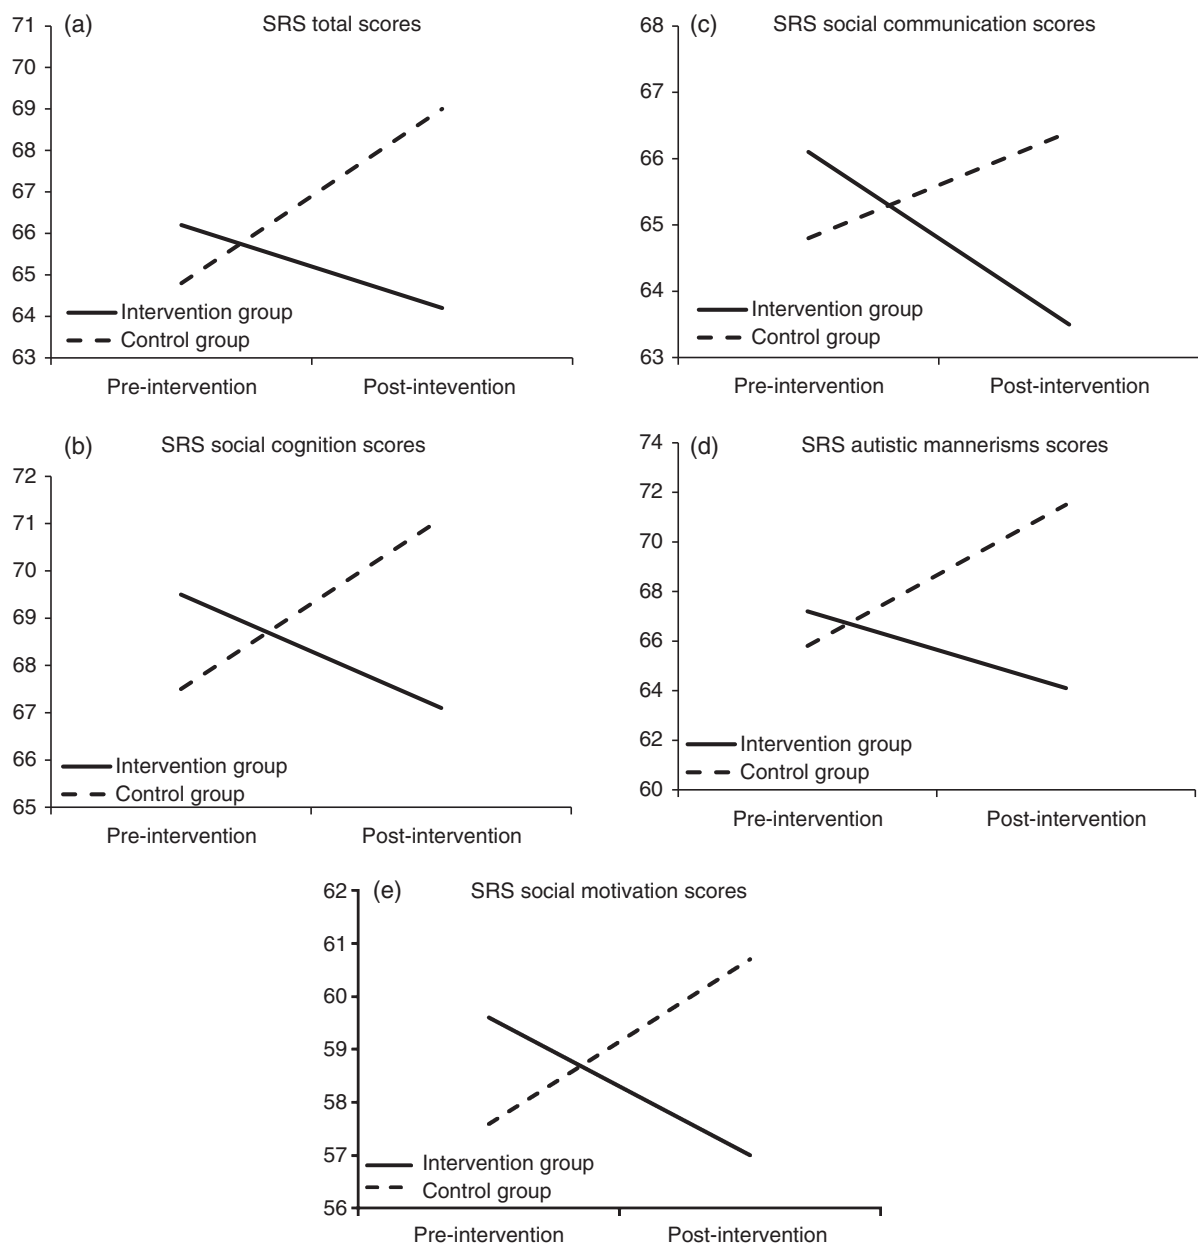 (a) SRS total scores
71
70
69
68
67
66
65
64
63
Intervention group
Control group
Pre-intervention Post-intevention
(c) SRS social communication scores
68
67
66
65
64
63
Intervention group
Control group
Pre-intervention Post-intervention
(b) SRS social cognition scores
72
71
70
69
68
67
66
65
Intervention group
Control group
Pre-intervention Post-intervention
(d) SRS autistic mannerisms scores
74
72
70
68
66
64
62
60
Intervention group
Control group
Pre-intervention Post-intervention
(e) SRS social motivation scores
62
61
60
59
58
57
56
Intervention group
Control group
Pre-intervention Post-intervention